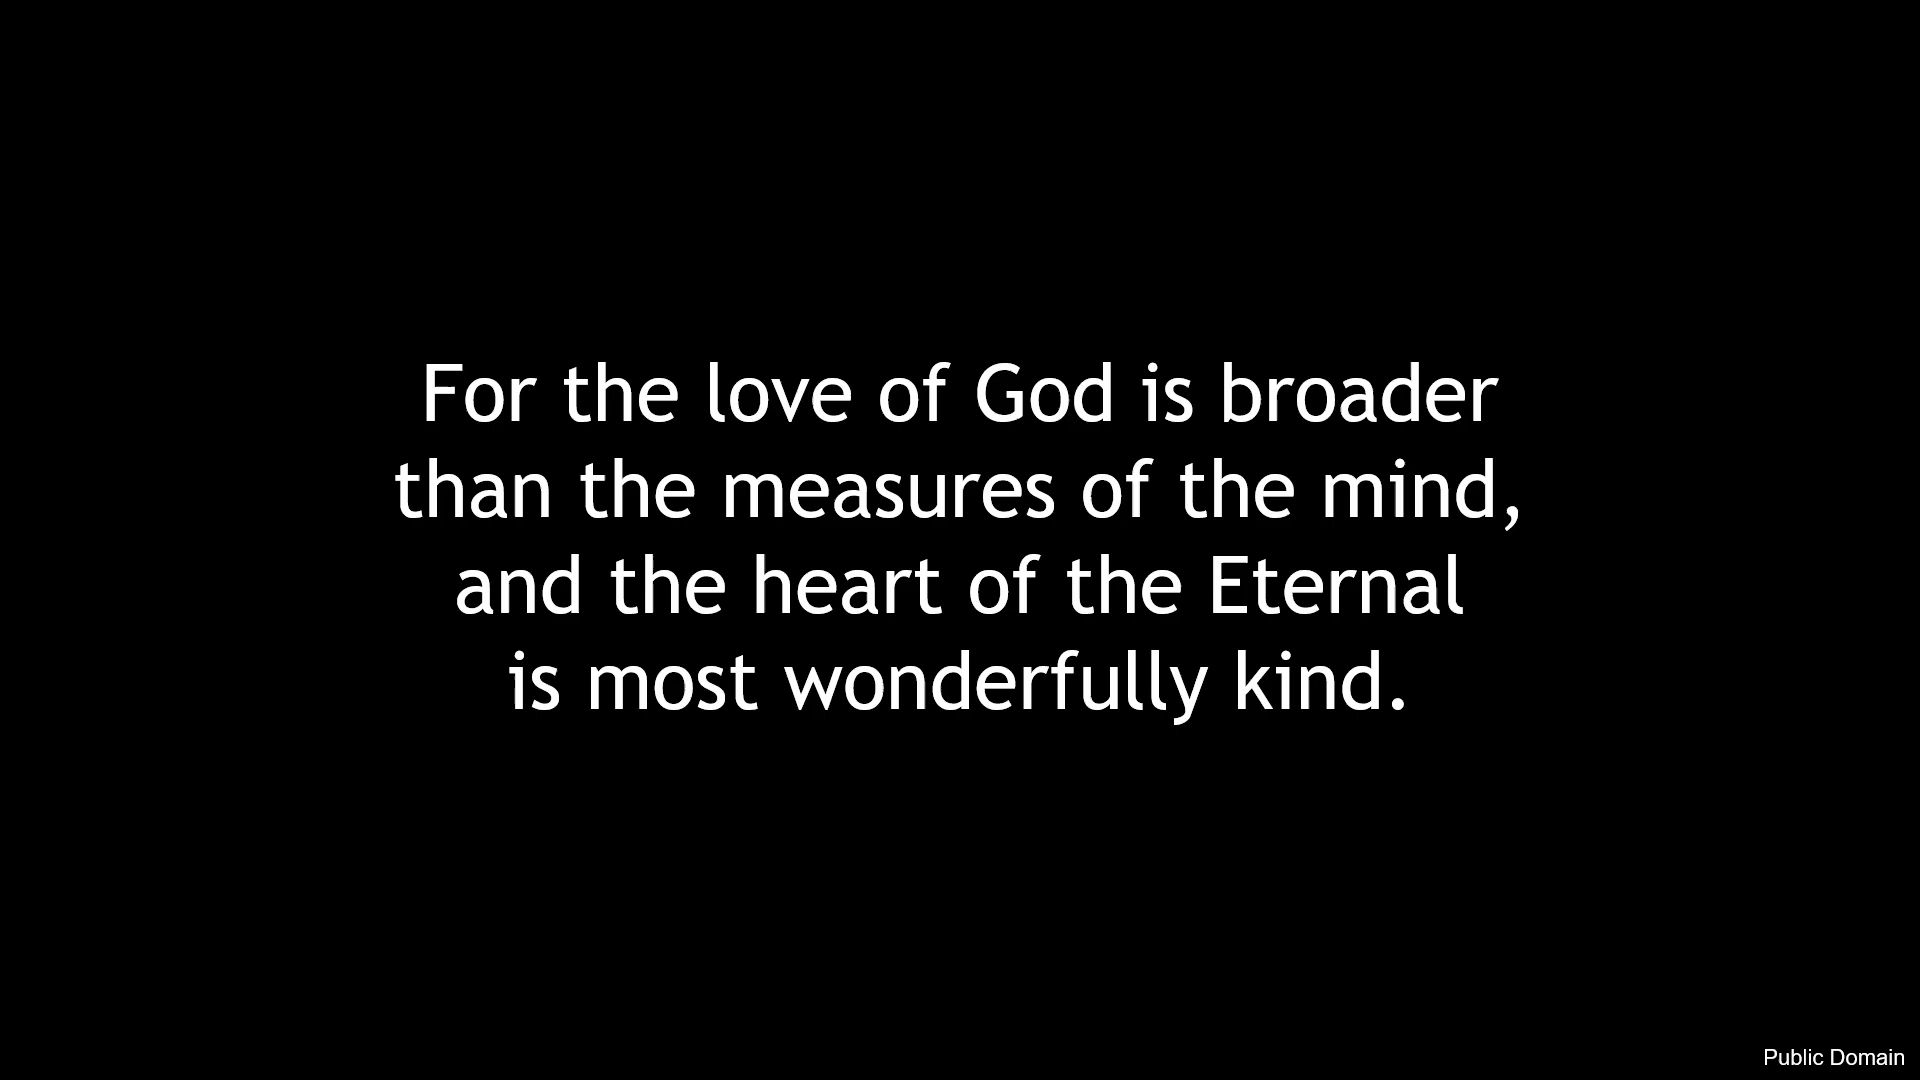 For the love of God is broader
than the measures of the mind,
and the heart of the Eternal
is most wonderfully kind.
Public Domain